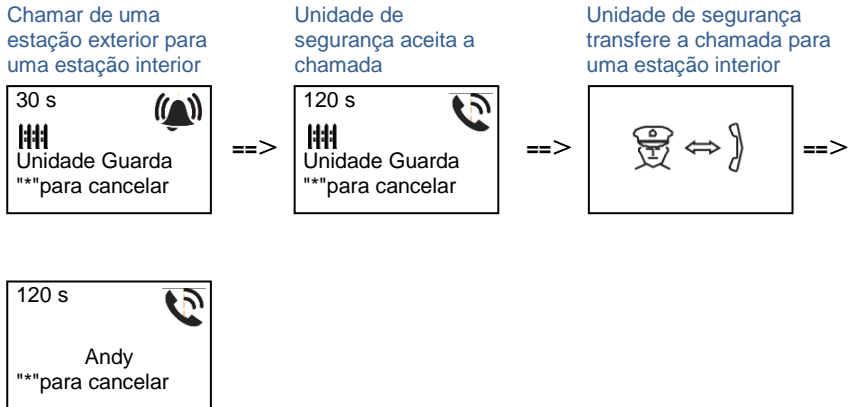 Chamar de uma
estação exterior para
uma estação interior
30 s
Unidade Guarda
"*"para cancelar
==>
Unidade de
segurança aceita a
chamada
120 s
Unidade Guarda
"*"para cancelar
==>
Unidade de segurança
transfere a chamada para
uma estação interior
==>
120 s
Andy
"*"para cancelar